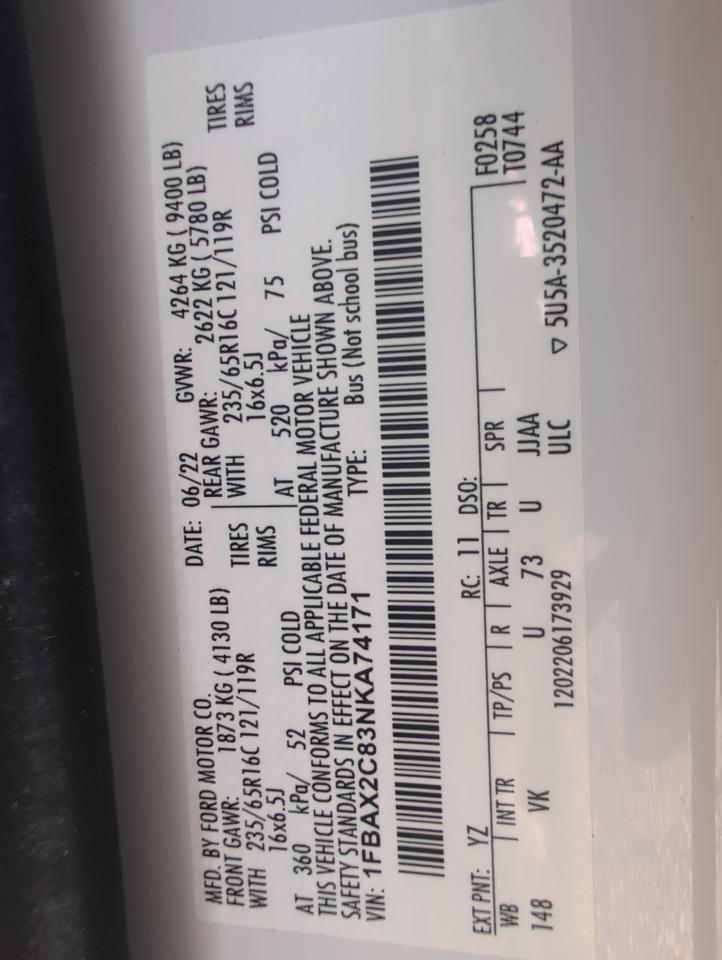 MFD. BY FORD MOTOR CO. DATE: 06/22 GVWR: 4264 KG ( 9400 LB)
FRONT GAWR: 1873 KG ( 4130 LB) REAR GAWR: 2622 KG ( 5780 LB)
WITH 235/65R16C 121/119R TIRES WITH 235/65R16C 121/119R TIRES
16x6.5J RIMS 16x6.5J RIMS
AT 360 kPa/ 52 PSI COLD AT 520 kPa/ 75 PSI COLD
THIS VEHICLE CONFORMS TO ALL APPLICABLE FEDERAL MOTOR VEHICLE
SAFETY STANDARDS IN EFFECT ON THE DATE OF MANUFACTURE SHOWN ABOVE.
VIN: 1FBAX2C83NKA74171 TYPE: Bus (Not school bus)
F0258
EXT PNT: YZ RC: 11 DSO: T0744
WB INT TR TP/PS R AXLE TR SPR
148 VK U 73 U JJAA
1202206173929 ULC ▽ 5U5A-3520472-AA